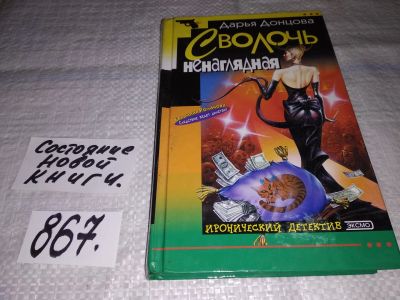 Состояние
новой
книги.
867.
Дарья Донцова
Сволочь
ненаглядная
ИРОНИЧЕСКИЙ ДЕТЕКТИВ
ЭКСМО